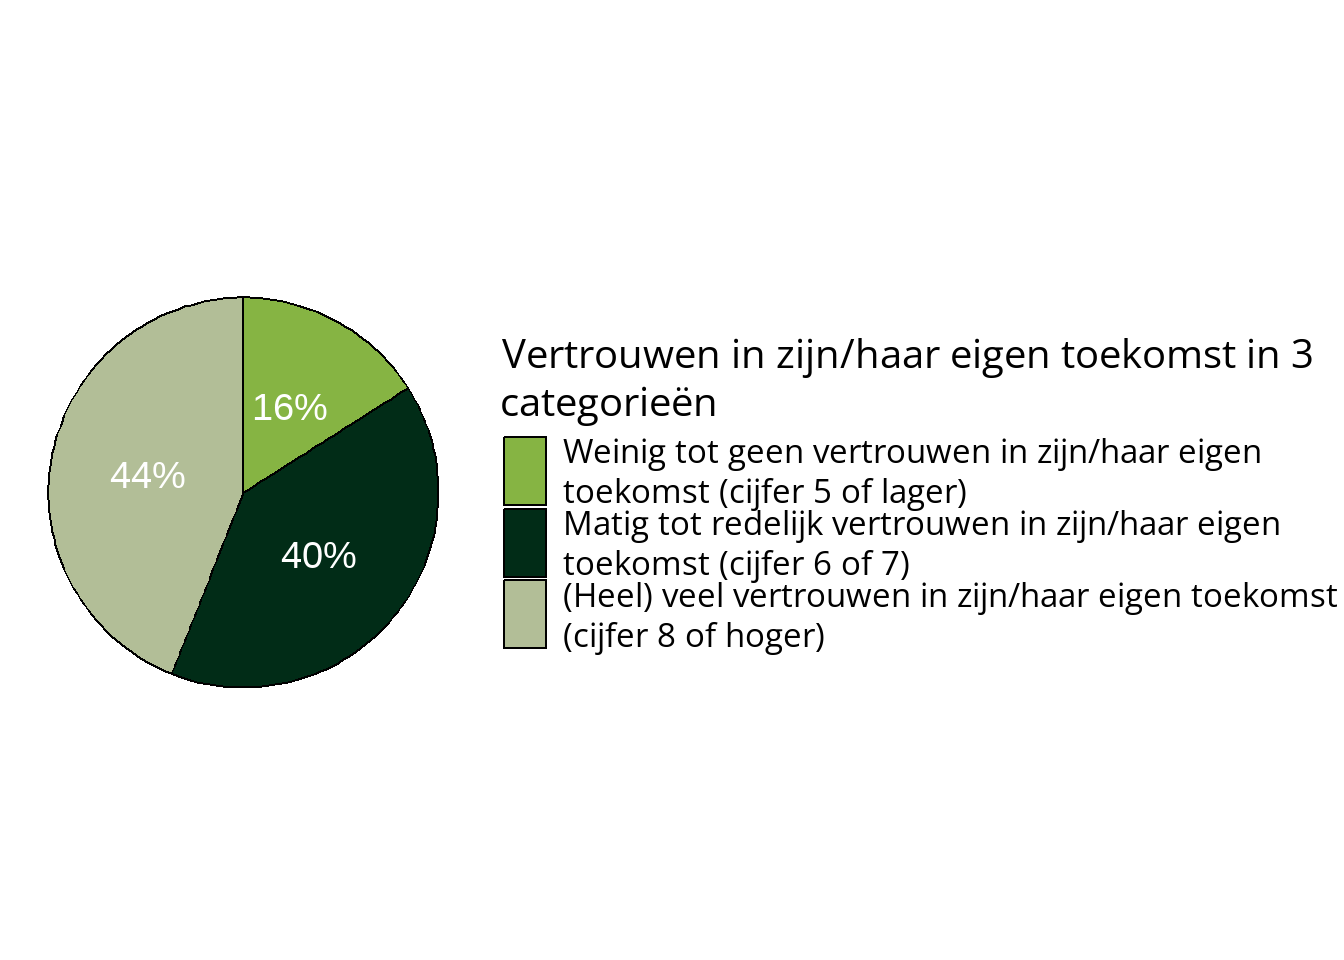 16%
44%
40%
Vertrouwen in zijn/haar eigen toekomst in 3
categorieën
Weinig tot geen vertrouwen in zijn/haar eigen
toekomst (cijfer 5 of lager)
Matig tot redelijk vertrouwen in zijn/haar eigen
toekomst (cijfer 6 of 7)
(Heel) veel vertrouwen in zijn/haar eigen toekomst
(cijfer 8 of hoger)